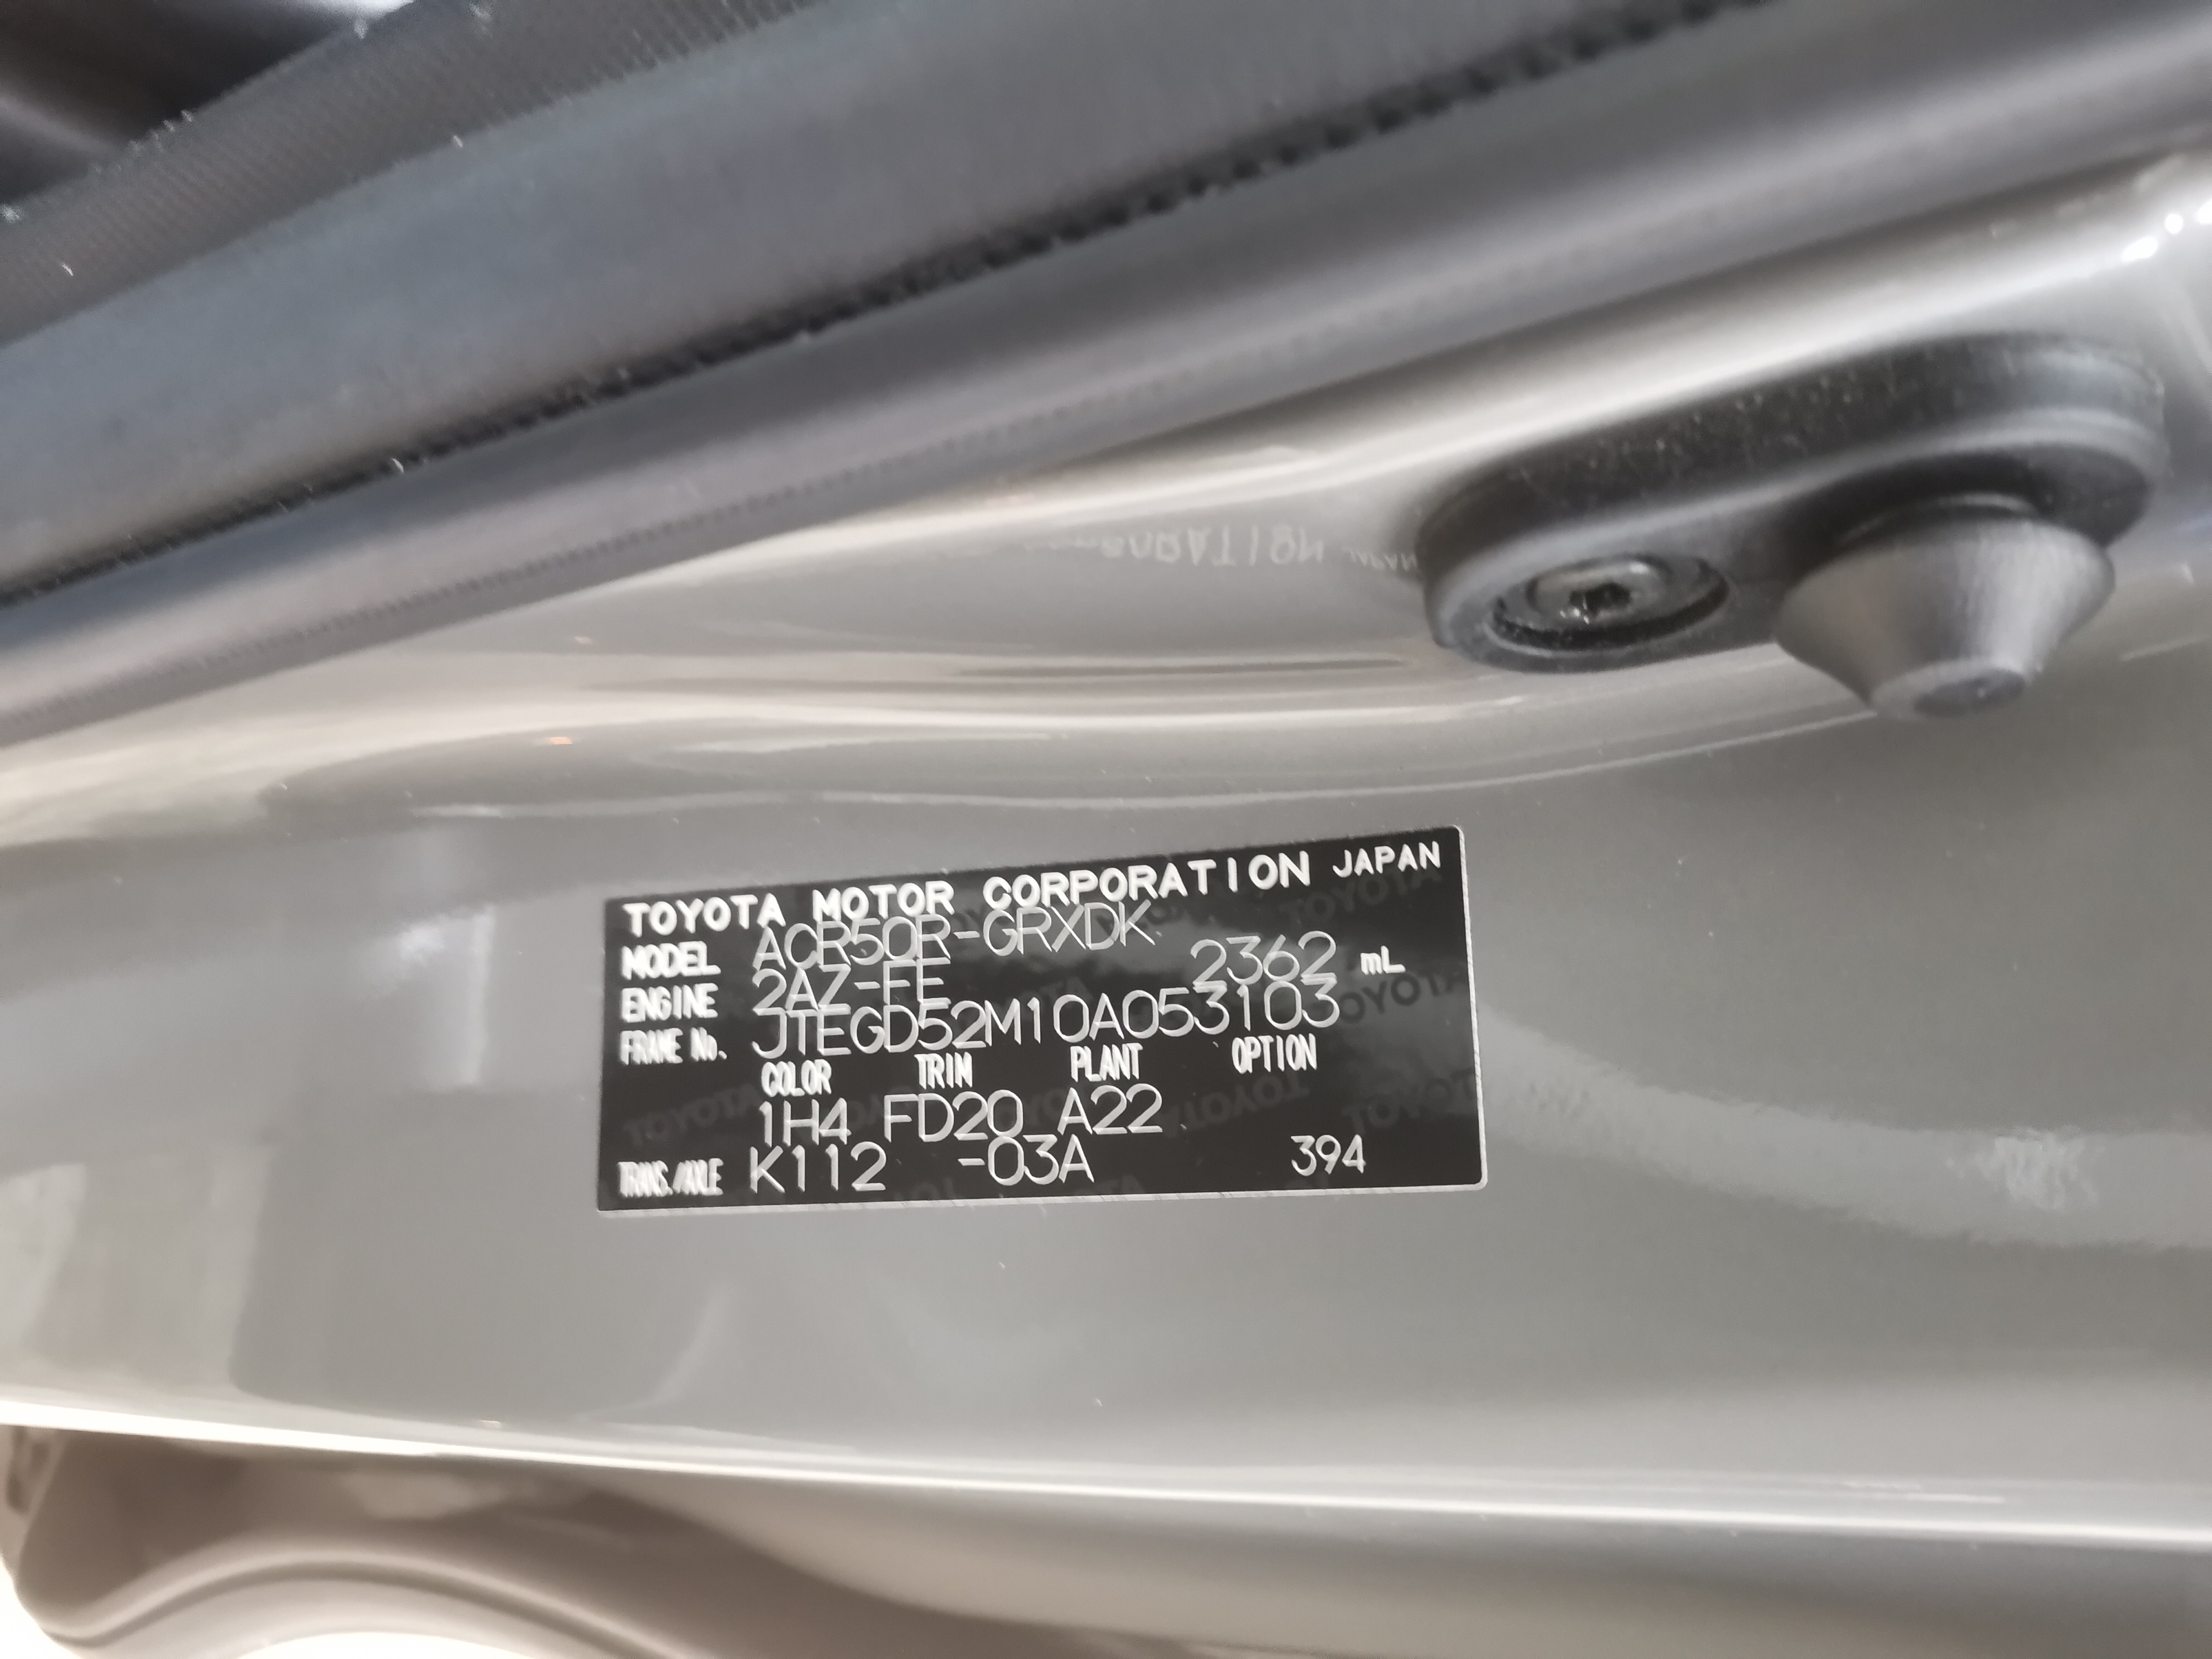 TOYOTA MOTOR CORPORATION JAPAN
MODEL ACR50R-GRXDK
ENGINE 2AZ-FE 2362 mL
FRAME No. JTEGD52M10A053103
COLOR TRIM PLANT OPTION
1H4 FD20 A22
TRANS./AXLE K112 -03A 394